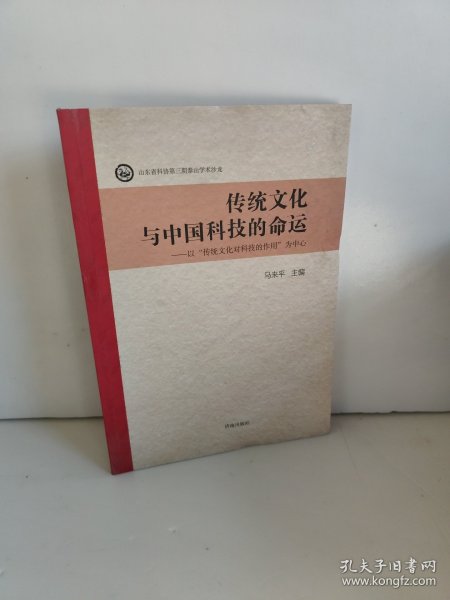 山东省科协第三期泰山学术沙龙
传统文化
与中国科技的命运
——以“传统文化对科技的作用”为中心
马来平 主编
济南出版社
孔夫子旧书网
www.kongfz.com